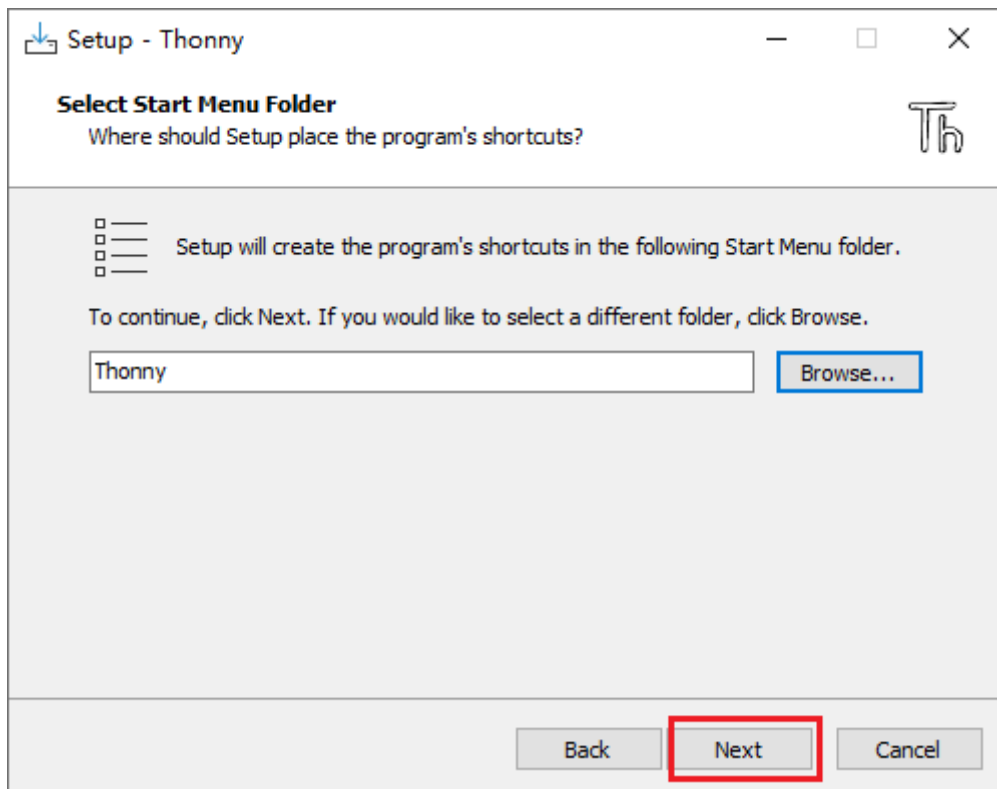 Setup - Thonny
Select Start Menu Folder
Where should Setup place the program's shortcuts?
Th
Setup will create the program's shortcuts in the following Start Menu folder.
To continue, click Next. If you would like to select a different folder, click Browse.
Thonny
Browse...
Back
Next
Cancel